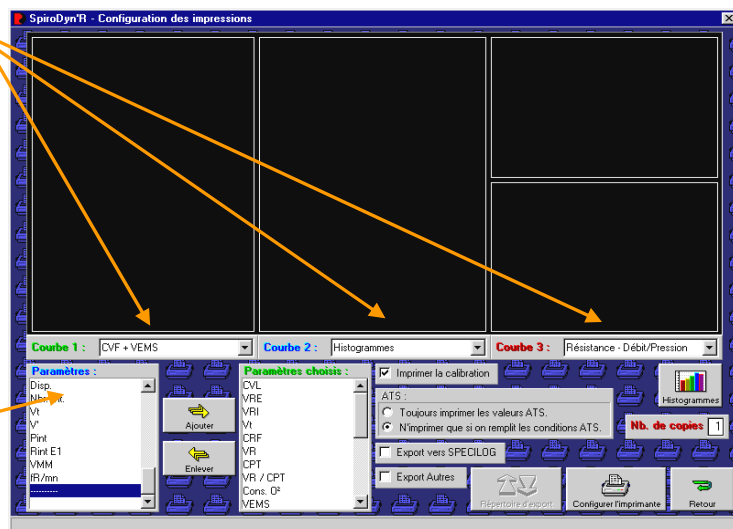 SpiroDyn'R - Configuration des impressions
Courbe 1 : CVF + VEMS
Courbe 2 : Histogrammes
Courbe 3 : Résistance - Débit/Pression
Paramètres :
Disp.
Vt
V'
Pint
Rint E1
VMM
fR/mn
----------
Ajouter
Enlever
Paramètres choisis :
CVL
VRE
VRI
Vt
CRF
VR
CPT
VR / CPT
Cons. O²
VEMS
Imprimer la calibration
ATS :
Toujours imprimer les valeurs ATS.
N'imprimer que si on remplit les conditions ATS.
Export vers SPECILOG
Export Autres
Histogrammes
Nb. de copies 1
Répertoire d'export
Configurer l'imprimante
Retour